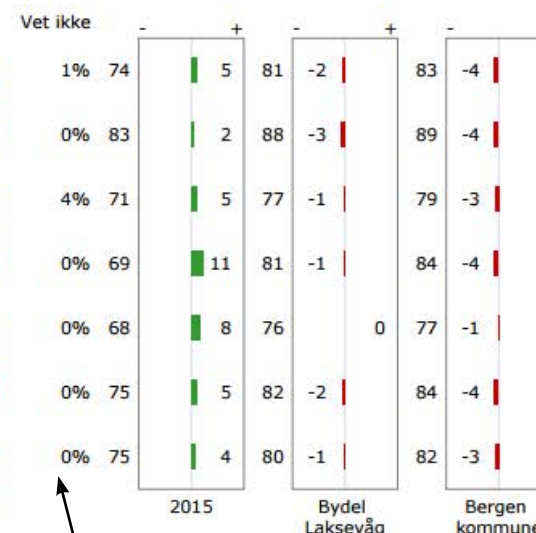 Vet ikke
- + - + -
1% 74 5 81 -2 83 -4
0% 83 2 88 -3 89 -4
4% 71 5 77 -1 79 -3
0% 69 11 81 -1 84 -4
0% 68 8 76 0 77 -1
0% 75 5 82 -2 84 -4
0% 75 4 80 -1 82 -3
2015 Bydel Bergen
Laksevåg kommune